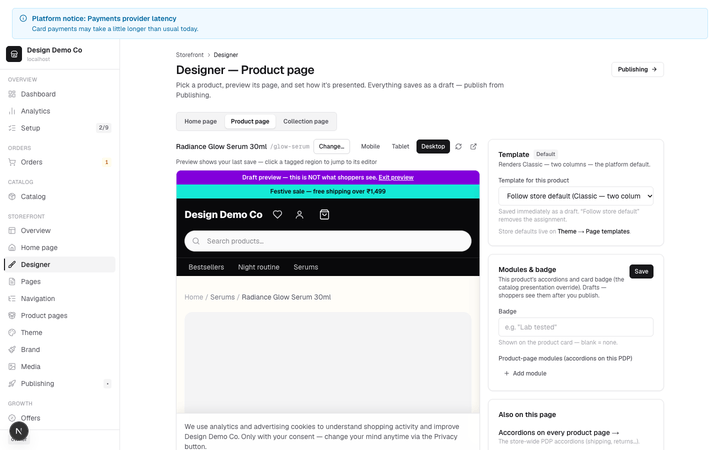 Platform notice: Payments provider latency
Card payments may take a little longer than usual today.
Design Demo Co
localhost
OVERVIEW
Dashboard
Analytics
Setup 2/9
ORDERS
Orders 1
CATALOG
Catalog
STOREFRONT
Overview
Home page
Designer
Pages
Navigation
Product pages
Theme
Brand
Media
Publishing
GROWTH
Offers
N
Storefront > Designer
Designer — Product page
Pick a product, preview its page, and set how it's presented. Everything saves as a draft — publish from
Publishing.
Publishing →
Home page Product page Collection page
Radiance Glow Serum 30ml /glow-serum Change… Mobile Tablet Desktop
Preview shows your last save — click a tagged region to jump to its editor
Draft preview — this is NOT what shoppers see. Exit preview
Festive sale — free shipping over ₹1,499
Design Demo Co
Search products...
Bestsellers Night routine Serums
Home / Serums / Radiance Glow Serum 30ml
We use analytics and advertising cookies to understand shopping activity and improve
Design Demo Co. Only with your consent — change your mind anytime via the Privacy
button.
Template Default
Renders Classic — two columns — the platform default.
Template for this product
Follow store default (Classic — two colum
Saved immediately as a draft. "Follow store default"
removes the assignment.
Store defaults live on Theme → Page templates
Modules & badge
This product's accordions and card badge (the
catalog presentation override). Drafts —
shoppers see them after you publish.
Save
Badge
e.g. "Lab tested"
Shown on the product card — blank = none.
Product-page modules (accordions on this PDP)
+ Add module
Also on this page
Accordions on every product page →
The store-wide PDP accordions (shipping, returns…).